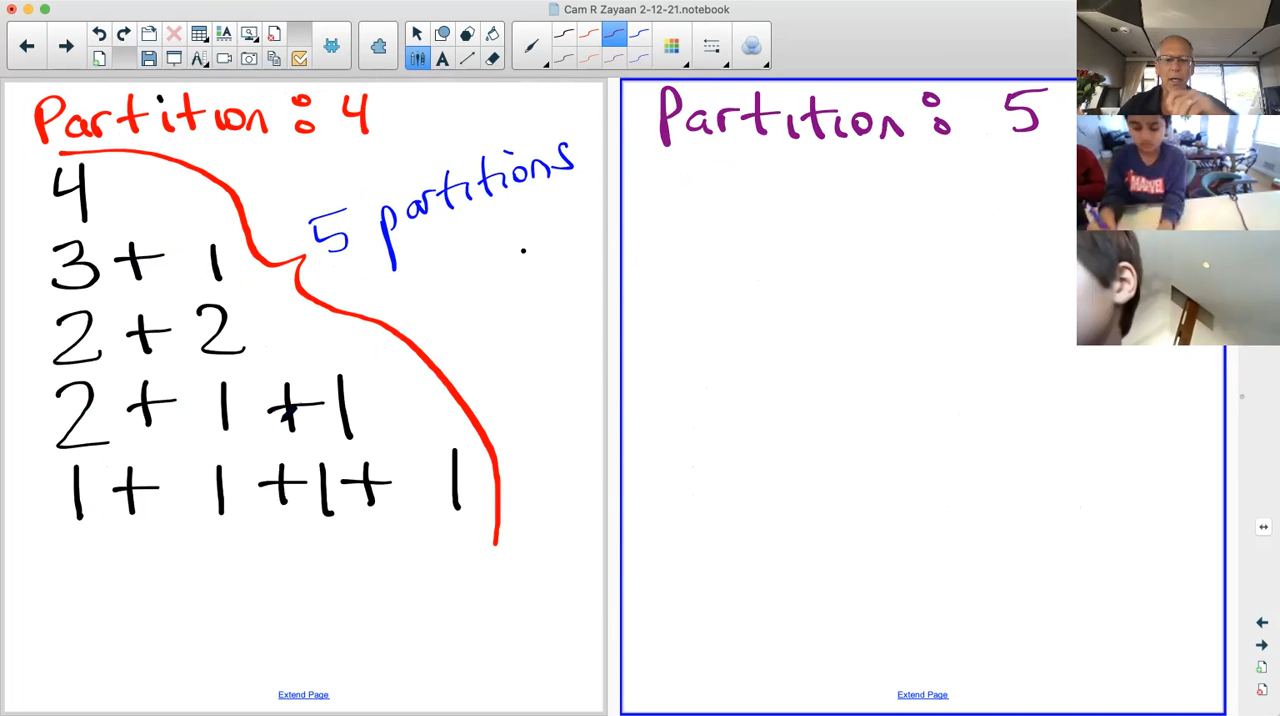 Cam R Zayaan 2-12-21.notebook
Partition : 4
4
3 + 1
2 + 2
2 + 1 + 1
1 + 1 + 1 + 1
5 partitions
Extend Page
Partition : 5
Extend Page
MARVEL